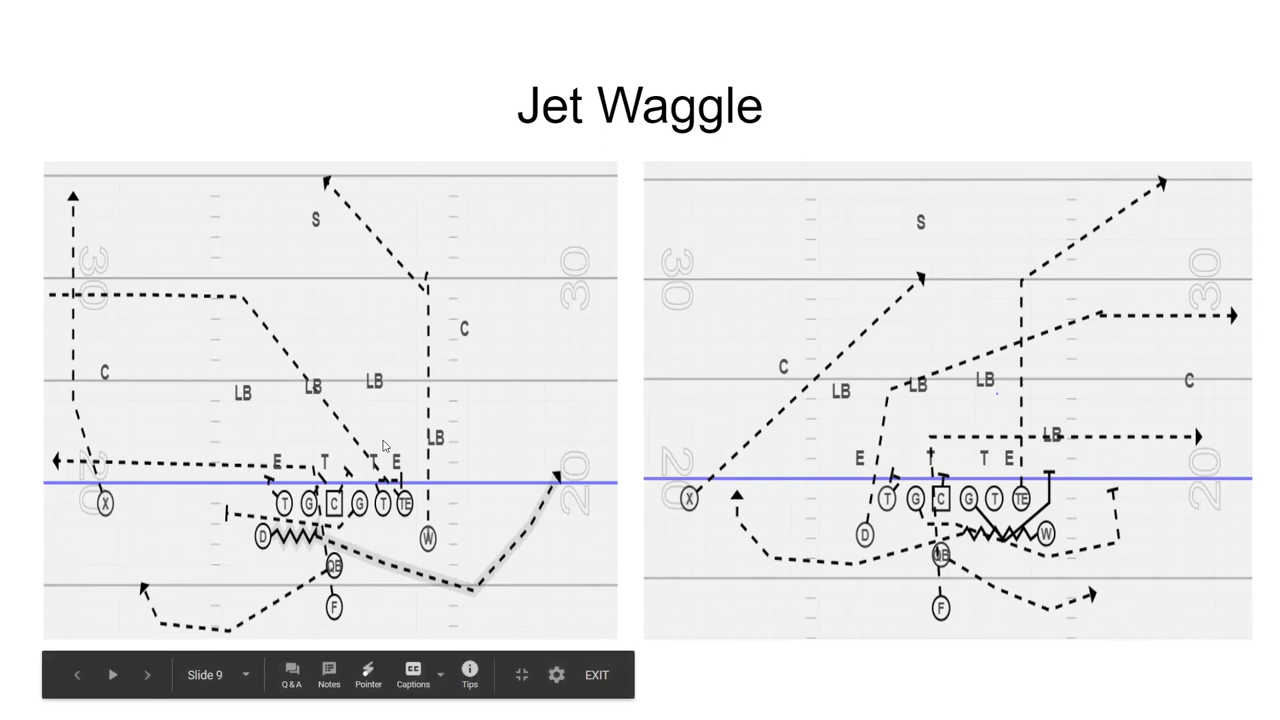 Jet Waggle
S
30
30
C
C
LB
LB
LB
LB
E
T
T
E
20
20
X
T
G
C
G
T
TE
D
W
QB
F
S
30
30
C
LB
LB
LB
C
LB
E
T
T
E
20
20
X
T
G
C
G
T
TE
D
W
QB
F
Slide 9
Q & A
Notes
Pointer
CC
Captions
Tips
EXIT